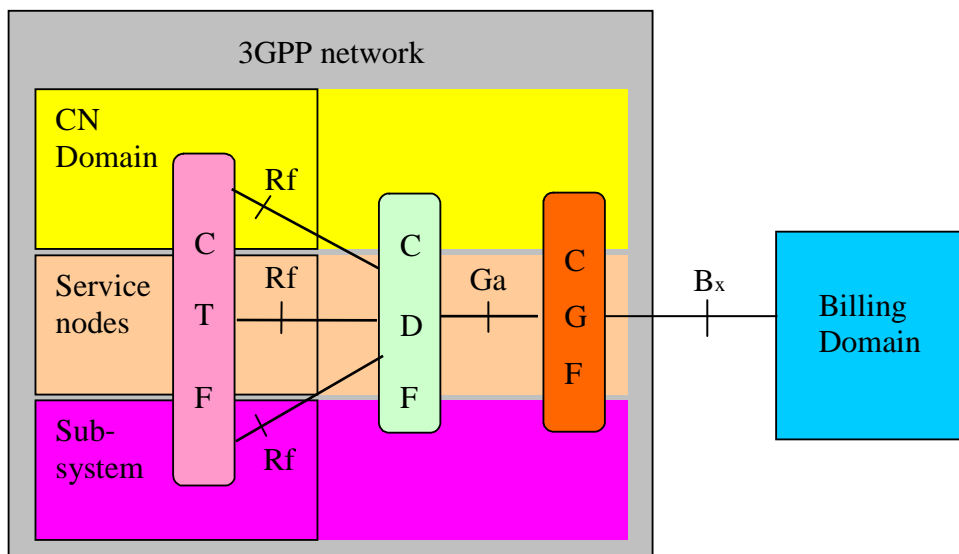 3GPP network
CN
Domain
Rf
C
T
F
Service
nodes
Rf
Sub-
system
Rf
C
D
F
Ga
C
G
F
Bx
Billing
Domain